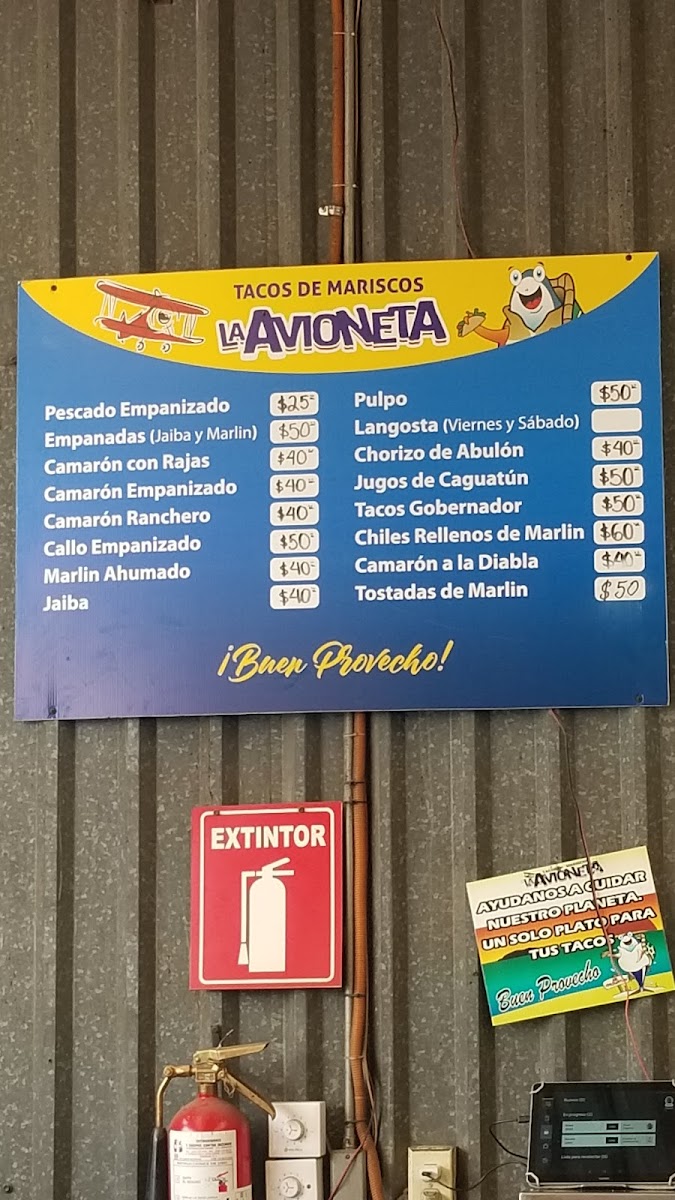 TACOS DE MARISCOS
LA AVIONETA
Pescado Empanizado $25=
Empanadas (Jaiba y Marlin) $50=
Camarón con Rajas $40=
Camarón Empanizado $40=
Camarón Ranchero $40=
Callo Empanizado $50=
Marlin Ahumado $40=
Jaiba $40=
Pulpo $50=
Langosta (Viernes y Sábado)
Chorizo de Abulón $40=
Jugos de Caguatún $50=
Tacos Gobernador $50=
Chiles Rellenos de Marlin $60=
Camarón a la Diabla $40=
Tostadas de Marlin $50
¡Buen Provecho!
EXTINTOR
LA AVIONETA
AYUDANOS A CUIDAR
NUESTRO PLANETA.
UN SOLO PLATO PARA
TUS TACOS
Buen Provecho